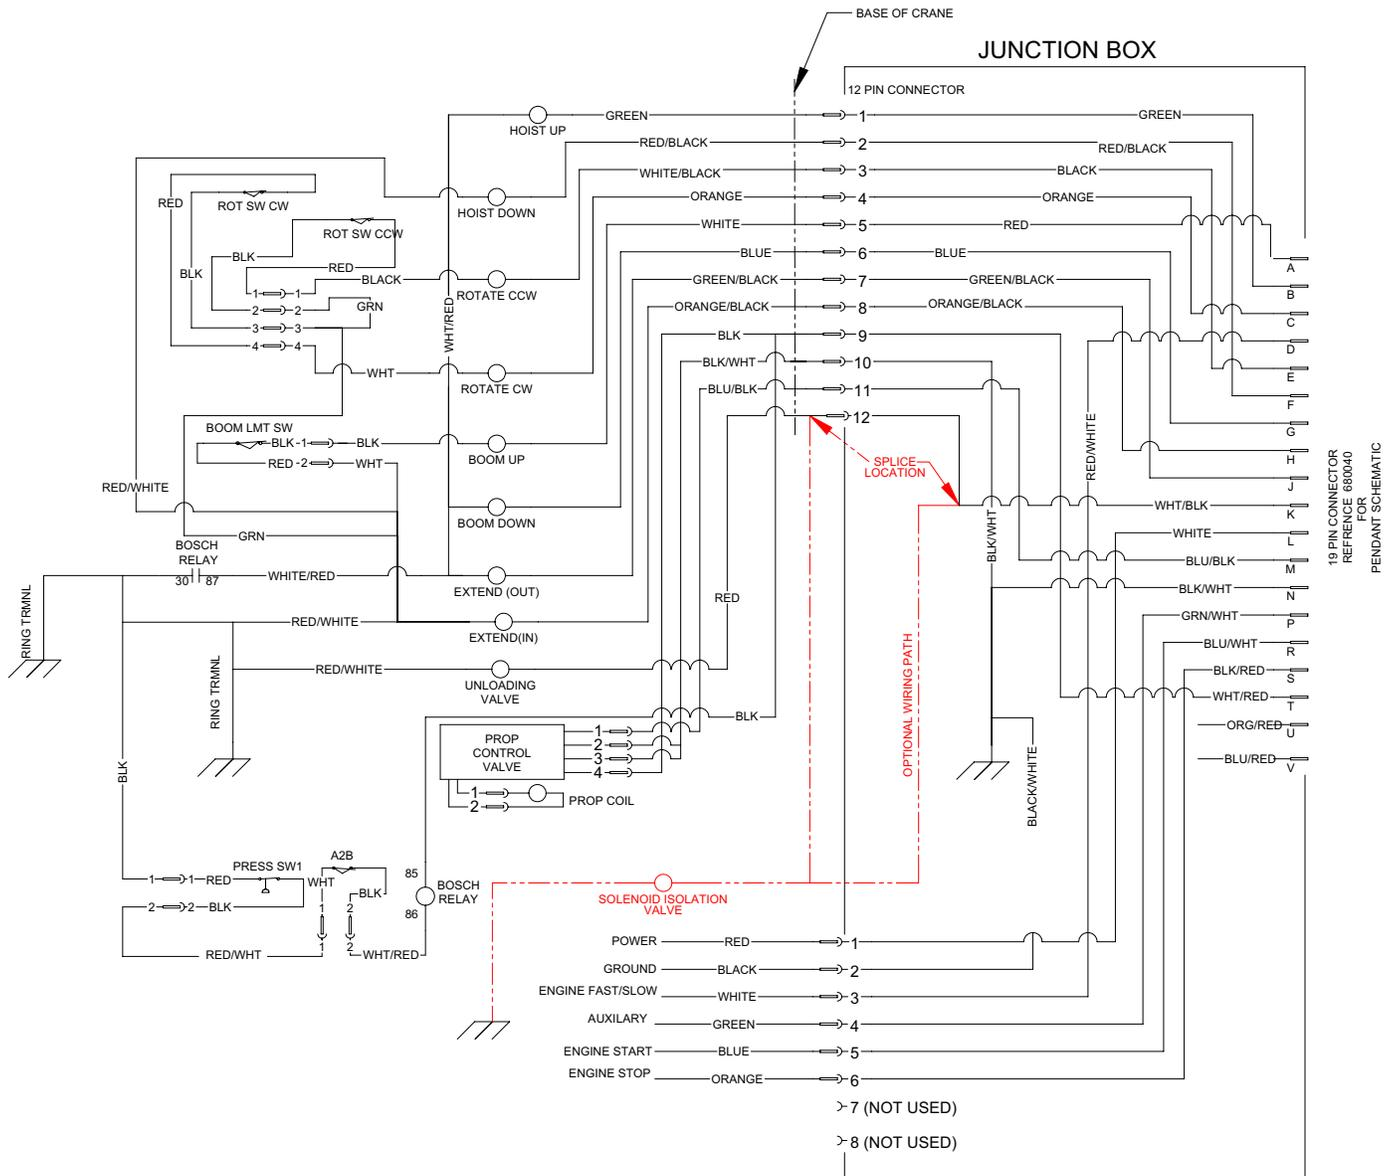 BASE OF CRANE
JUNCTION BOX
12 PIN CONNECTOR
HOIST UP
GREEN
1
GREEN
RED/BLACK
2
RED/BLACK
WHITE/BLACK
3
BLACK
RED
ROT SW CW
HOIST DOWN
ORANGE
4
ORANGE
ROT SW CCW
WHITE
5
RED
BLK
BLK
RED
BLACK
BLUE
6
BLUE
A
1
1
ROTATE CCW
GREEN/BLACK
7
GREEN/BLACK
B
2
2
GRN
ORANGE/BLACK
8
ORANGE/BLACK
C
3
3
WHT/RED
BLK
9
D
4
4
BLK/WHT
10
E
WHT
ROTATE CW
BLU/BLK
11
F
12
G
BOOM LMT SW
BLK
1
BLK
BOOM UP
RED
2
WHT
SPLICE
LOCATION
RED/WHITE
H
J
RED/WHITE
BOOM DOWN
WHT/BLK
K
GRN
BLK/WHT
WHITE
L
BOSCH
RELAY
30
87
WHITE/RED
EXTEND (OUT)
BLU/BLK
M
RING TRMNL
RED
BLK/WHT
N
RED/WHITE
EXTEND(IN)
GRN/WHT
P
BLU/WHT
R
RING TRMNL
RED/WHITE
UNLOADING
VALVE
OPTIONAL WIRING PATH
BLK/RED
S
WHT/RED
T
BLK
ORG/RED
U
BLU/RED
V
19 PIN CONNECTOR
REFRENCE 680040
FOR
PENDANT SCHEMATIC
PROP
CONTROL
VALVE
1
2
3
4
BLK
1
2
PROP COIL
BLACK/WHITE
PRESS SW1
A2B
1
1
RED
WHT
2
2
BLK
BLK
1
2
1
2
RED/WHT
WHT/RED
85
86
BOSCH
RELAY
SOLENOID ISOLATION
VALVE
POWER
RED
1
GROUND
BLACK
2
ENGINE FAST/SLOW
WHITE
3
AUXILARY
GREEN
4
ENGINE START
BLUE
5
ENGINE STOP
ORANGE
6
7 (NOT USED)
8 (NOT USED)